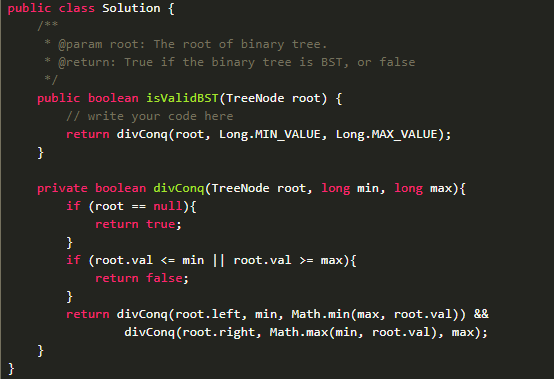 public class Solution {
    /**
     * @param root: The root of binary tree.
     * @return: True if the binary tree is BST, or false
     */
    public boolean isValidBST(TreeNode root) {
        // write your code here
        return divConq(root, Long.MIN_VALUE, Long.MAX_VALUE);
    }

    private boolean divConq(TreeNode root, long min, long max){
        if (root == null){
            return true;
        }
        if (root.val <= min || root.val >= max){
            return false;
        }
        return divConq(root.left, min, Math.min(max, root.val)) &&
                divConq(root.right, Math.max(min, root.val), max);
    }
}